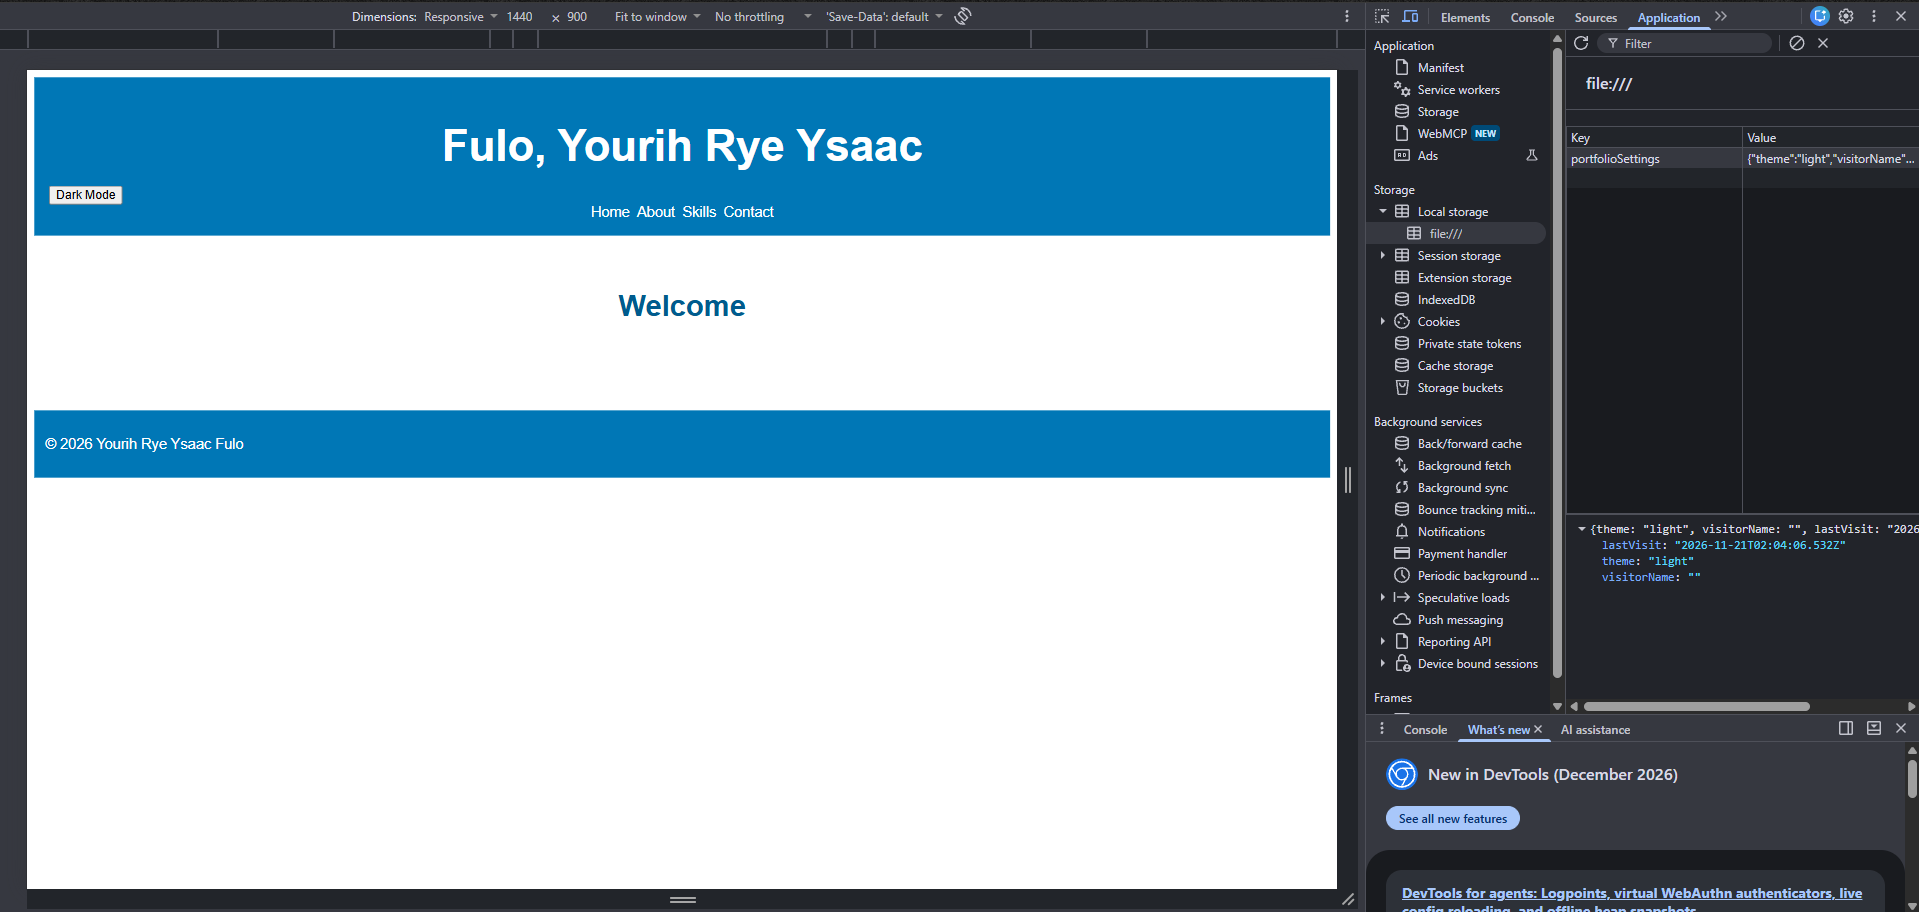 Dimensions: Responsive 1440 × 900 Fit to window No throttling 'Save-Data': default
Elements Console Sources Application
Fulo, Yourih Rye Ysaac
Dark Mode
Home About Skills Contact
Welcome
© 2026 Yourih Rye Ysaac Fulo
Application
Manifest
Service workers
Storage
WebMCP NEW
Ads
Storage
Local storage
file:///
Session storage
Extension storage
IndexedDB
Cookies
Private state tokens
Cache storage
Storage buckets
Background services
Back/forward cache
Background fetch
Background sync
Bounce tracking miti...
Notifications
Payment handler
Periodic background ...
Speculative loads
Push messaging
Reporting API
Device bound sessions
Frames
Filter
file:///
Key Value
portfolioSettings {"theme":"light","visitorName"...
{theme: "light", visitorName: "", lastVisit: "2026
lastVisit: "2026-11-21T02:04:06.532Z"
theme: "light"
visitorName: ""
Console What's new AI assistance
New in DevTools (December 2026)
See all new features
DevTools for agents: Logpoints, virtual WebAuthn authenticators, live
config reloading, and offline heap snapshots